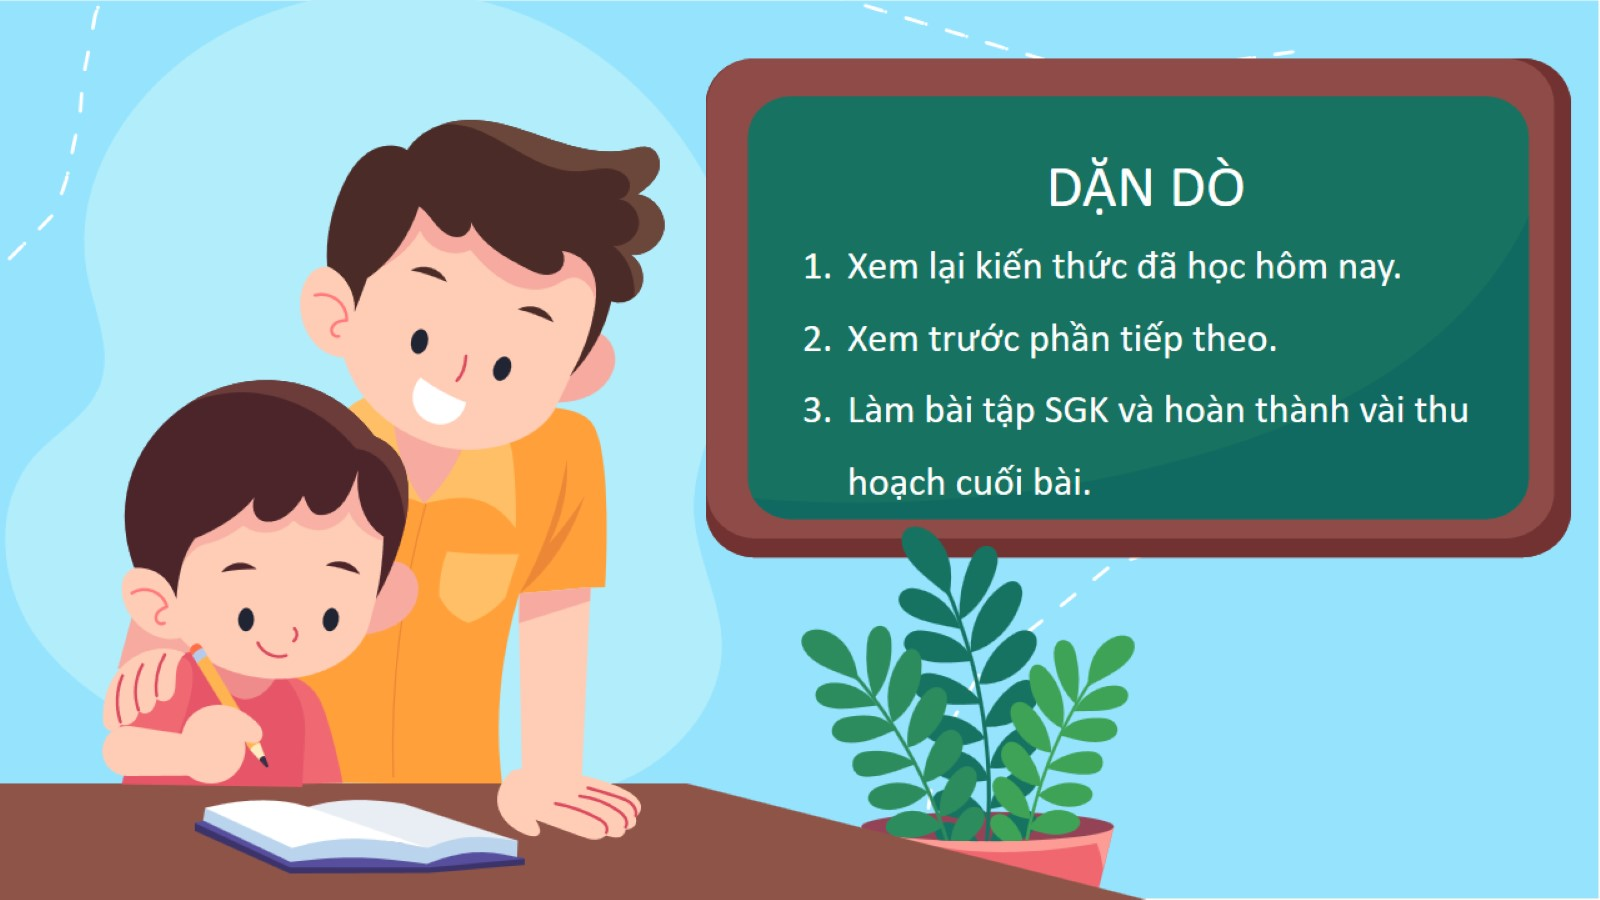 DẶN DÒ
1. Xem lại kiến thức đã học hôm nay.
2. Xem trước phần tiếp theo.
3. Làm bài tập SGK và hoàn thành vài thu
hoạch cuối bài.